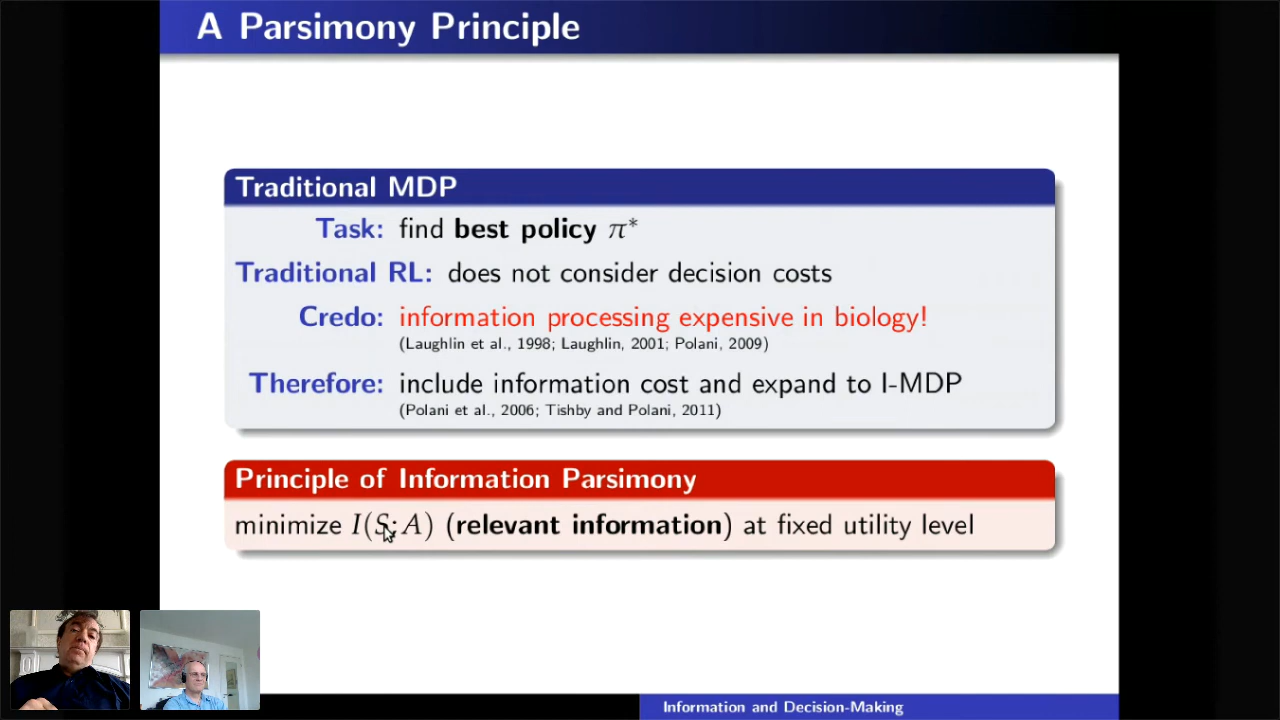 A Parsimony Principle
Traditional MDP
Task: find best policy π*
Traditional RL: does not consider decision costs
Credo: information processing expensive in biology!
(Laughlin et al., 1998; Laughlin, 2001; Polani, 2009)
Therefore: include information cost and expand to I-MDP
(Polani et al., 2006; Tishby and Polani, 2011)
Principle of Information Parsimony
minimize I(S; A) (relevant information) at fixed utility level
Information and Decision-Making